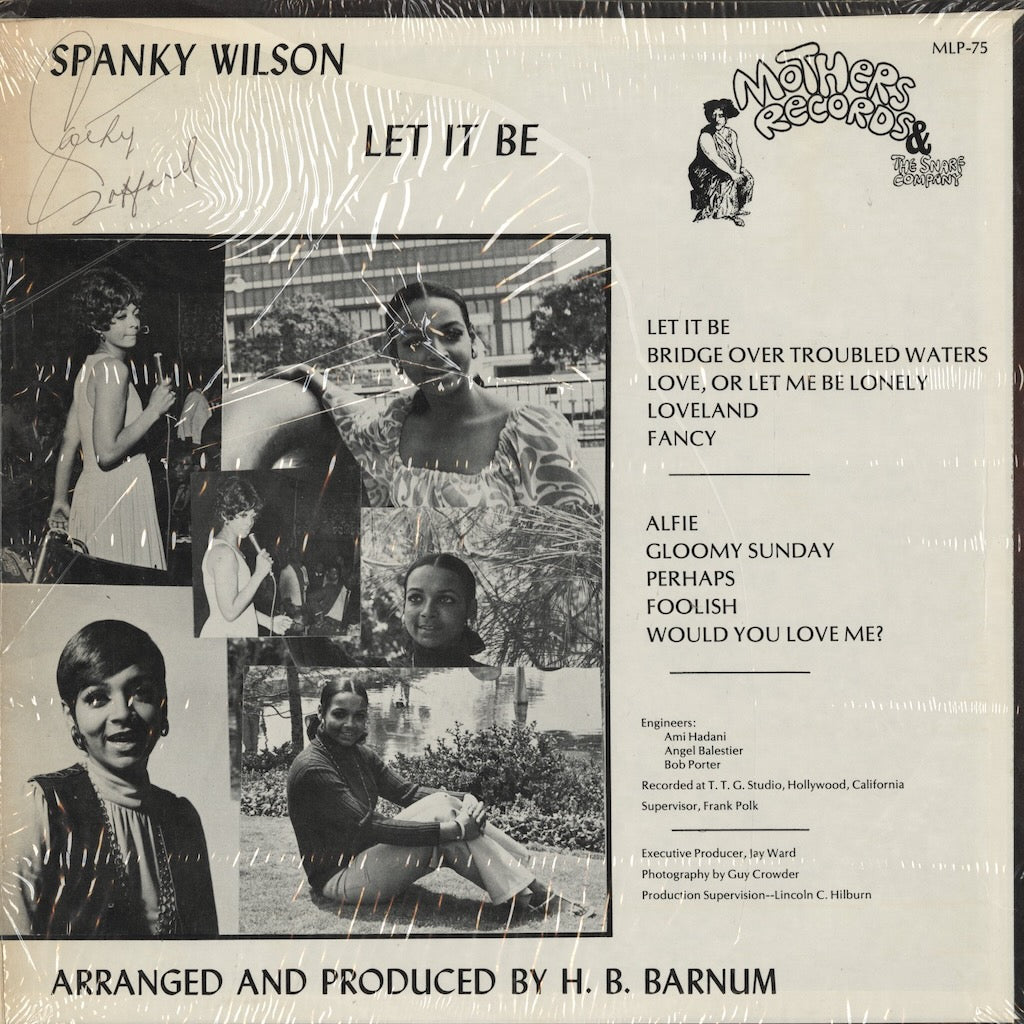 SPANKY WILSON
LET IT BE
MLP-75
MOTHERS
RECORDS
&
THE SNARF
COMPANY
LET IT BE
BRIDGE OVER TROUBLED WATERS
LOVE, OR LET ME BE LONELY
LOVELAND
FANCY
ALFIE
GLOOMY SUNDAY
PERHAPS
FOOLISH
WOULD YOU LOVE ME?
Engineers:
Ami Hadani
Angel Balestier
Bob Porter
Recorded at T. T. G. Studio, Hollywood, California
Supervisor, Frank Polk
Executive Producer, Jay Ward
Photography by Guy Crowder
Production Supervision--Lincoln C. Hilburn
ARRANGED AND PRODUCED BY H. B. BARNUM